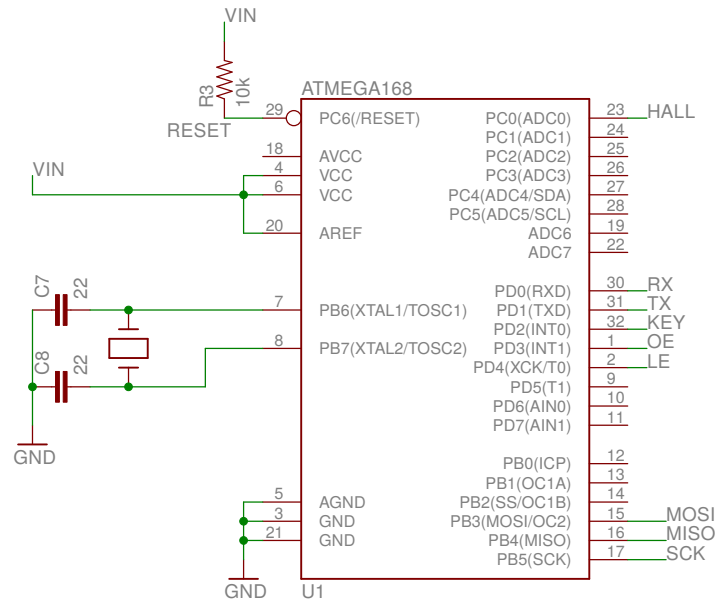 VIN
R3
10k
RESET
VIN
C7
22
C8
22
GND
GND
ATMEGA168
29 PC6(/RESET)
18 AVCC
4 VCC
6 VCC
20 AREF
7 PB6(XTAL1/TOSC1)
8 PB7(XTAL2/TOSC2)
5 AGND
3 GND
21 GND
PC0(ADC0) 23 HALL
PC1(ADC1) 24
PC2(ADC2) 25
PC3(ADC3) 26
PC4(ADC4/SDA) 27
PC5(ADC5/SCL) 28
ADC6 19
ADC7 22
PD0(RXD) 30 RX
PD1(TXD) 31 TX
PD2(INT0) 32 KEY
PD3(INT1) 1 OE
PD4(XCK/T0) 2 LE
PD5(T1) 9
PD6(AIN0) 10
PD7(AIN1) 11
PB0(ICP) 12
PB1(OC1A) 13
PB2(SS/OC1B) 14
PB3(MOSI/OC2) 15 MOSI
PB4(MISO) 16 MISO
PB5(SCK) 17 SCK
U1